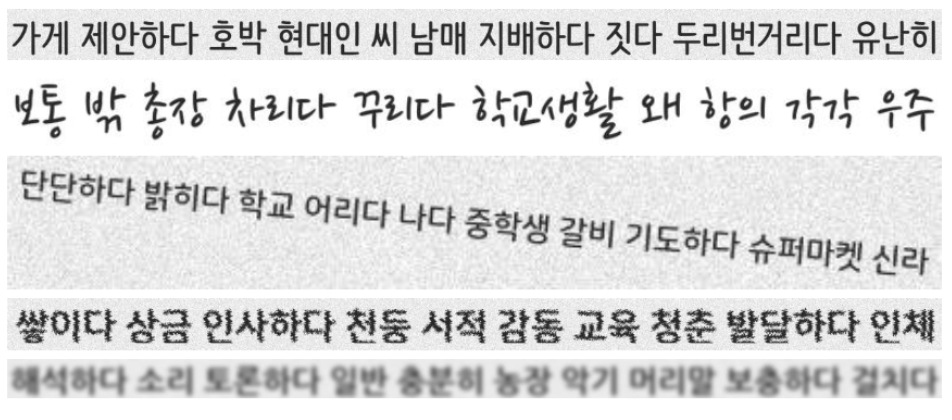 가게 제안하다 호박 현대인 씨 남매 지배하다 짓다 두리번거리다 유난히
보통 밖 총장 차리다 꾸리다 학교생활 왜 항의 각각 우주
단단하다 밝히다 학교 어리다 나다 중학생 갈비 기도하다 슈퍼마켓 신라
쌓이다 상금 인사하다 천둥 서적 감동 교육 청춘 발달하다 인체
해석하다 소리 토론하다 일반 충분히 농장 악기 머리말 보충하다 걸치다